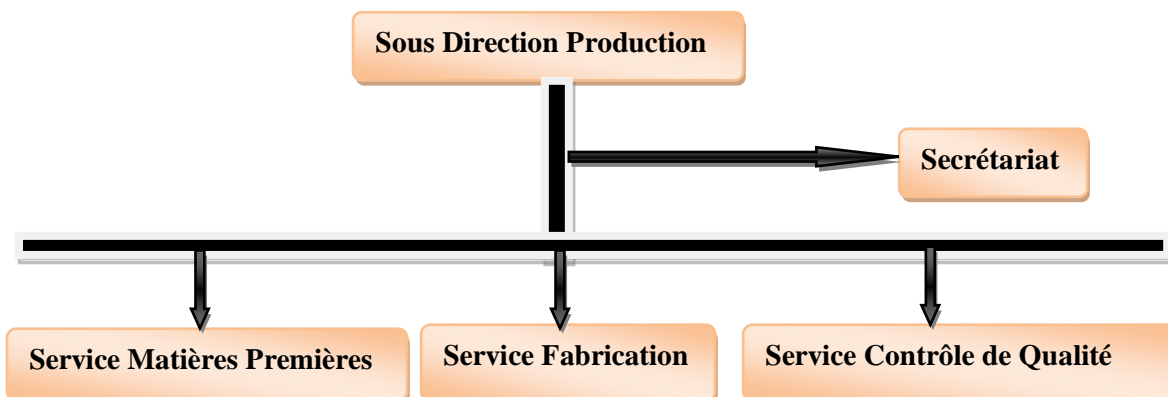 Sous Direction Production
Secrétariat
Service Matières Premières
Service Fabrication
Service Contrôle de Qualité